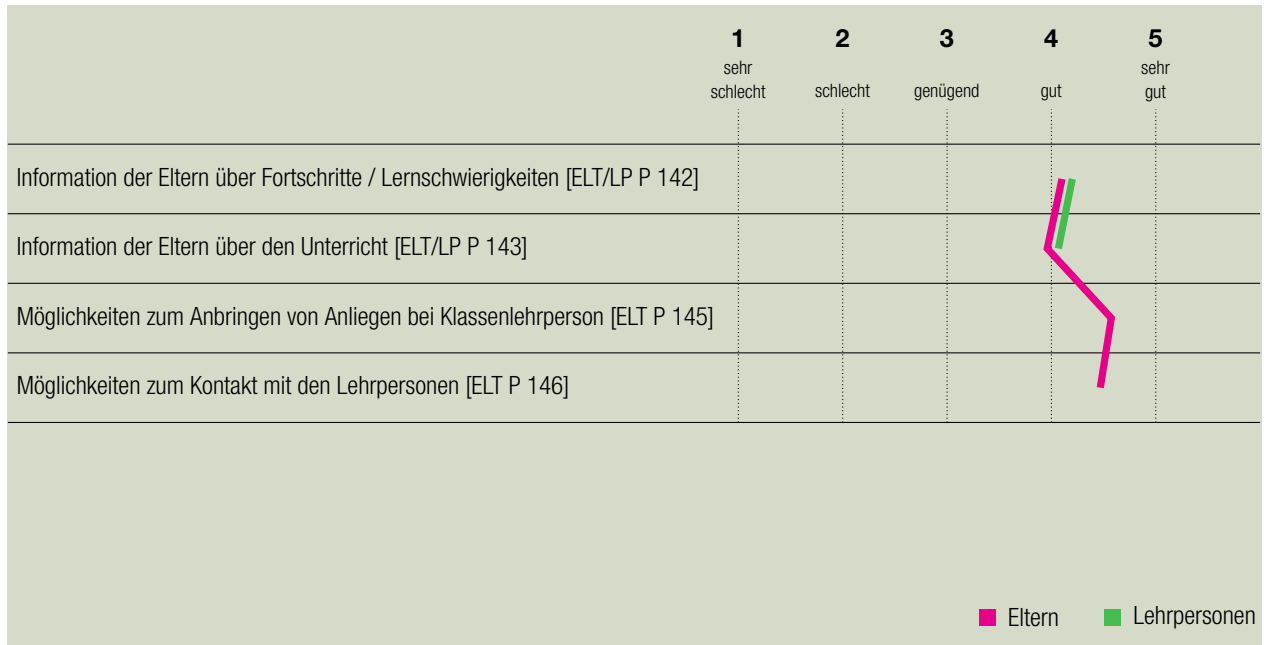 1 2 3 4 5
sehr sehr
schlecht schlecht genügend gut gut
Information der Eltern über Fortschritte / Lernschwierigkeiten [ELT/LP P 142]
Information der Eltern über den Unterricht [ELT/LP P 143]
Möglichkeiten zum Anbringen von Anliegen bei Klassenlehrperson [ELT P 145]
Möglichkeiten zum Kontakt mit den Lehrpersonen [ELT P 146]
Eltern Lehrpersonen